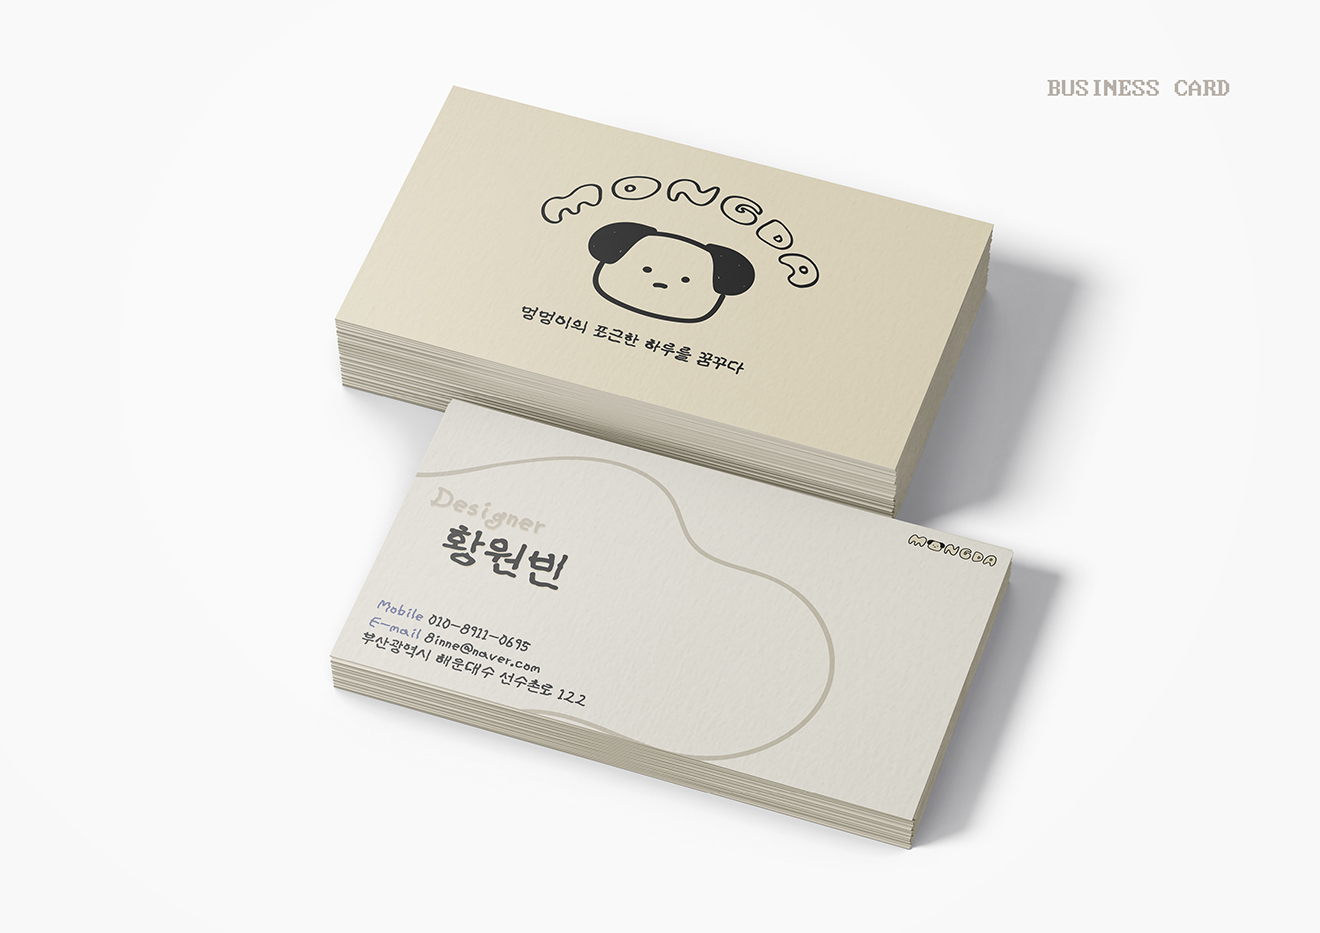 BUSINESS CARD
MONGDA
멍멍이의 포근한 하루를 꿈꾸다
MONGDA
Designer
황원빈
Mobile 010-8911-0695
E-mail 8inne@naver.com
부산광역시 해운대수 선수촌로 122